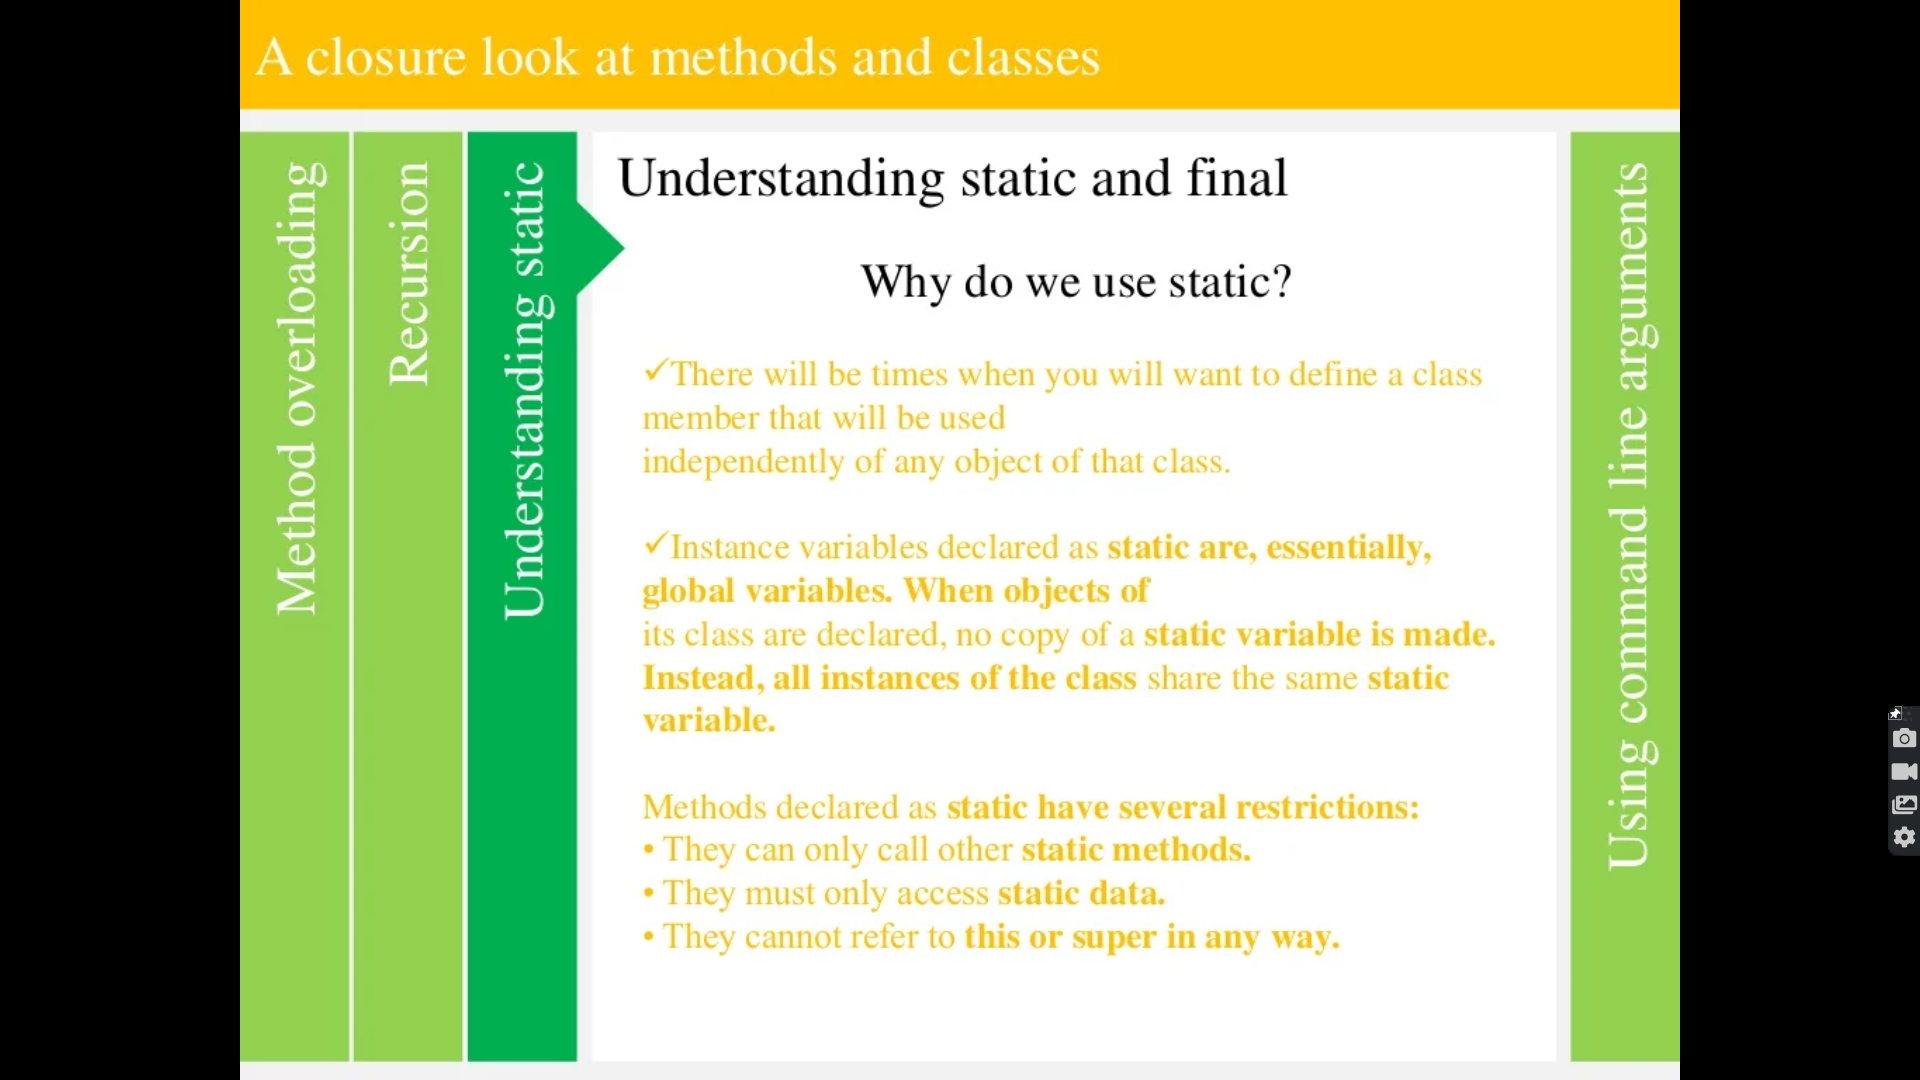 A closure look at methods and classes
Method overloading
Recursion
Understanding static
Understanding static and final
Why do we use static?
✓There will be times when you will want to define a class
member that will be used
independently of any object of that class.
✓Instance variables declared as static are, essentially,
global variables. When objects of
its class are declared, no copy of a static variable is made.
Instead, all instances of the class share the same static
variable.
Methods declared as static have several restrictions:
• They can only call other static methods.
• They must only access static data.
• They cannot refer to this or super in any way.
Using command line arguments